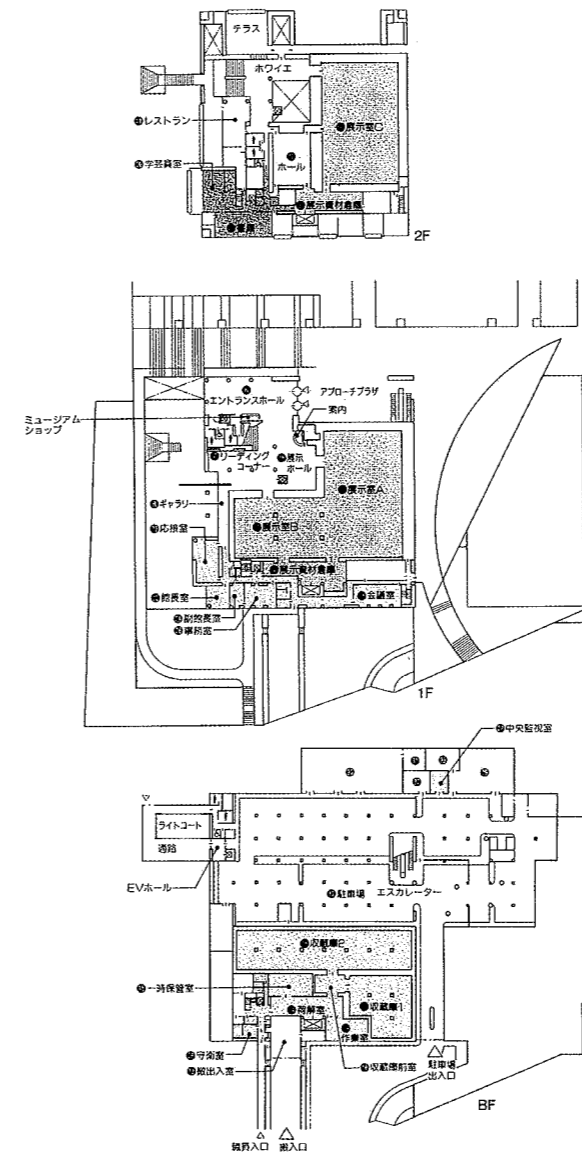 テラス
ホワイエ
レストラン
展示室C
ホール
学芸員室
展示資材倉庫
書庫
2F
アプローチプラザ
エントランスホール
案内
ミュージアム
ショップ
リーディング
コーナー
展示
ホール
展示室A
ギャラリー
展示室B
応接室
展示資材倉庫
館長室
会議室
副館長室
事務室
1F
中央監視室
ライトコート
通路
EVホール
駐車場
エスカレーター
収蔵庫2
一時保管室
荷解室
収蔵庫1
作業室
守衛室
収蔵庫前室
搬出入室
駐車場
出入口
BF
職員入口
搬入口